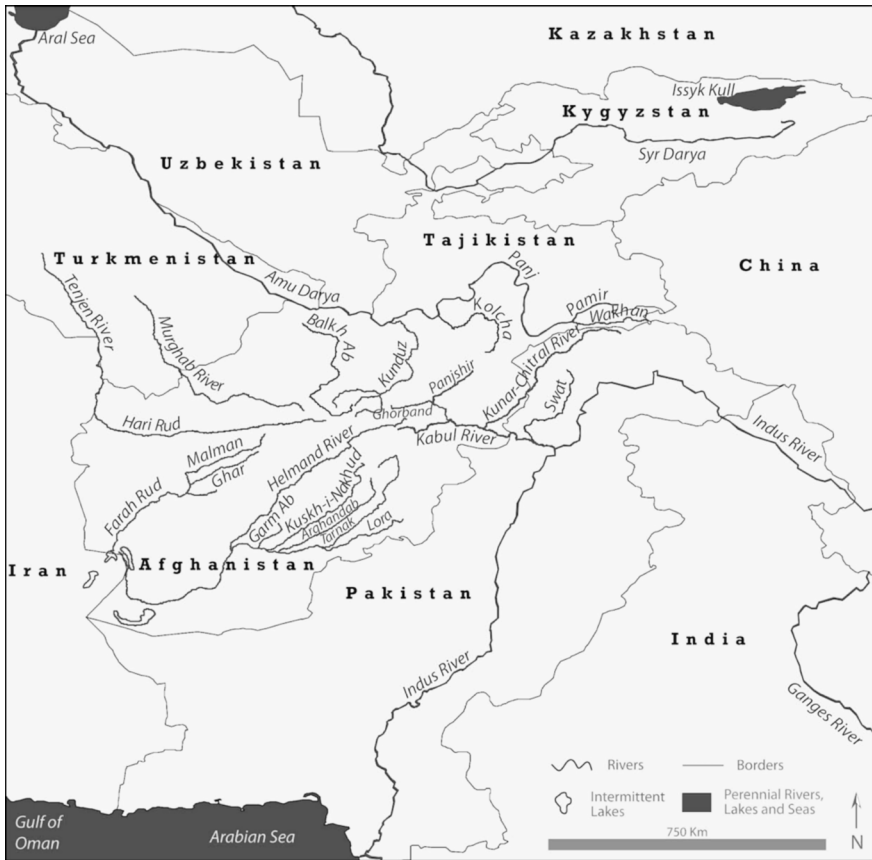 Kazakhstan
Aral Sea
Issyk Kull
Kygyzstan
Syr Darya
Uzbekistan
Tajikistan
Turkmenistan
China
Panj
Amu Darya
Tenjen River
Murghab River
Balkh Ab
Kolcha
Pamir
Wakhan
Kunduz
Panjshir
Kunar-Chitral River
Swat
Ghorband
Hari Rud
Kabul River
Indus River
Malman
Ghar
Helmand River
Farah Rud
Garm Ab
Kuskh-i-Nakhud
Arghandab
Tarnak
Lora
Iran
Afghanistan
Pakistan
India
Indus River
Ganges River
Rivers
Borders
Intermittent
Lakes
Perennial Rivers,
Lakes and Seas
750 Km
N
Gulf of
Oman
Arabian Sea